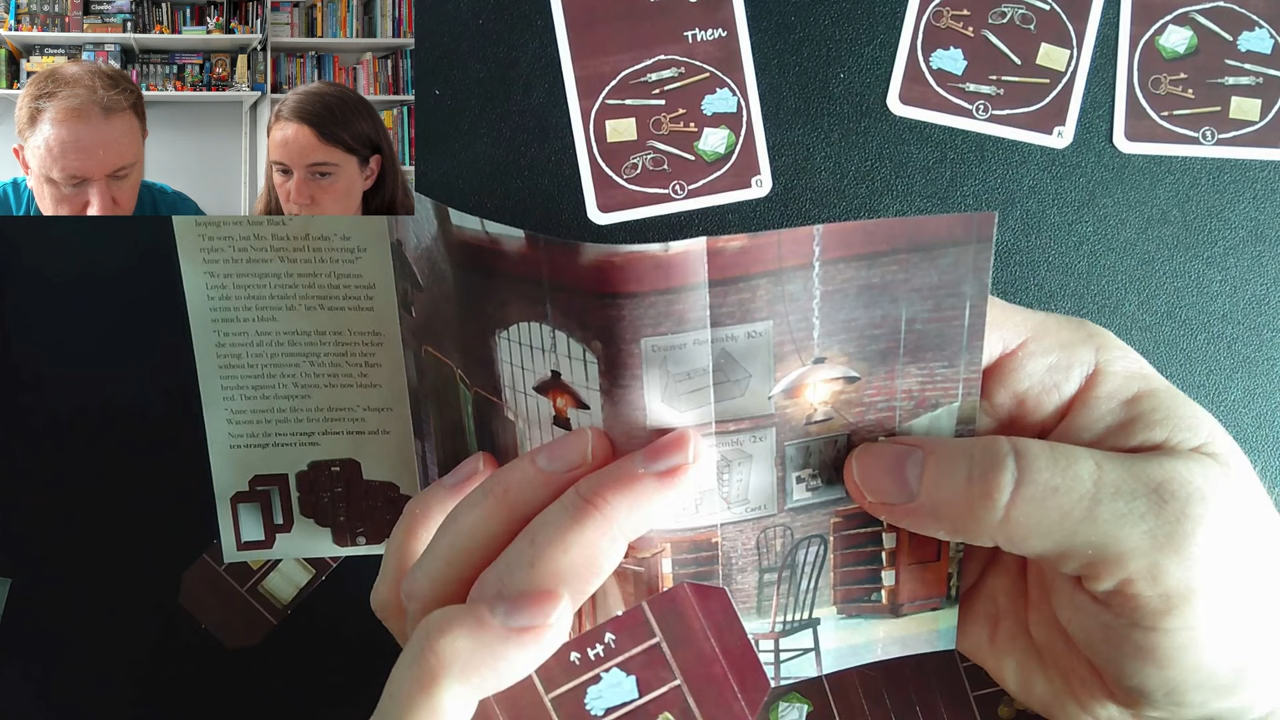 Cluedo
Cluedo
Then
1
Q
2
K
3
hoping to see Anne Black."
"I'm sorry, but Mrs. Black is off today," she
replies. "I am Nora Barts, and I am covering for
Anne in her absence. What can I do for you?"
"We are investigating the murder of Ignatius
Loyde. Inspector Lestrade told us that we would
be able to obtain detailed information about the
victim in the forensic lab," lies Watson without
so much as a blush.
"I'm sorry, Anne is working that case. Yesterday,
she stowed all of the files into her drawers before
leaving. I can't go rummaging around in there
without her permission." With this, Nora Barts
turns toward the door. On her way out, she
brushes against Dr. Watson, who now blushes
red. Then she disappears.
"Anne stowed the files in the drawers," whispers
Watson as he pulls the first drawer open.
Now take the two strange cabinet items and the
ten strange drawer items.
Drawer Assembly (10x)
Assembly (2x)
Card L
↑H↑